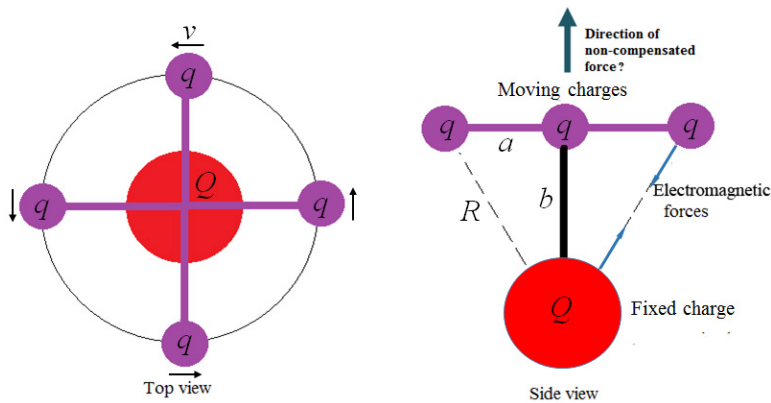 v
q
Q
q
q
q
Top view
Direction of
non-compensated
force?
Moving charges
q
q
q
a
Electromagnetic
forces
R
b
Q
Fixed charge
Side view